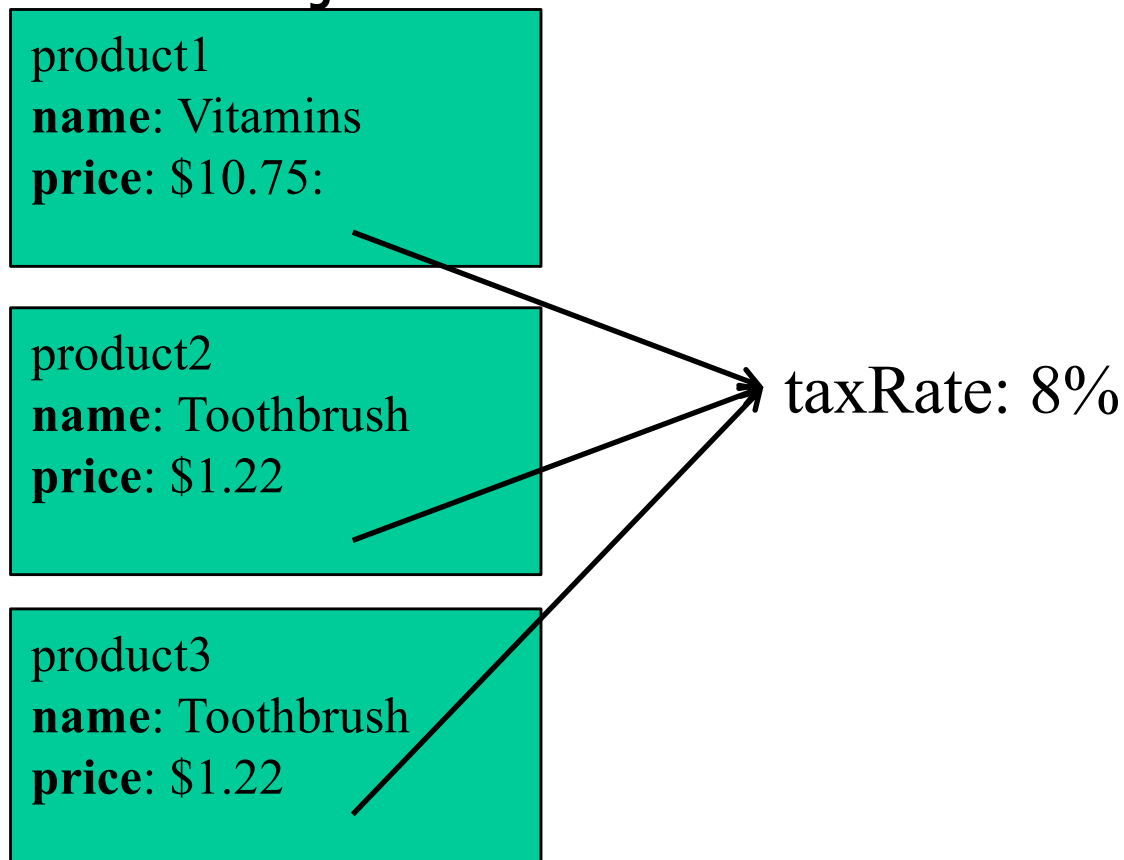 product1
name: Vitamins
price: $10.75:
product2
name: Toothbrush
price: $1.22
taxRate: 8%
product3
name: Toothbrush
price: $1.22